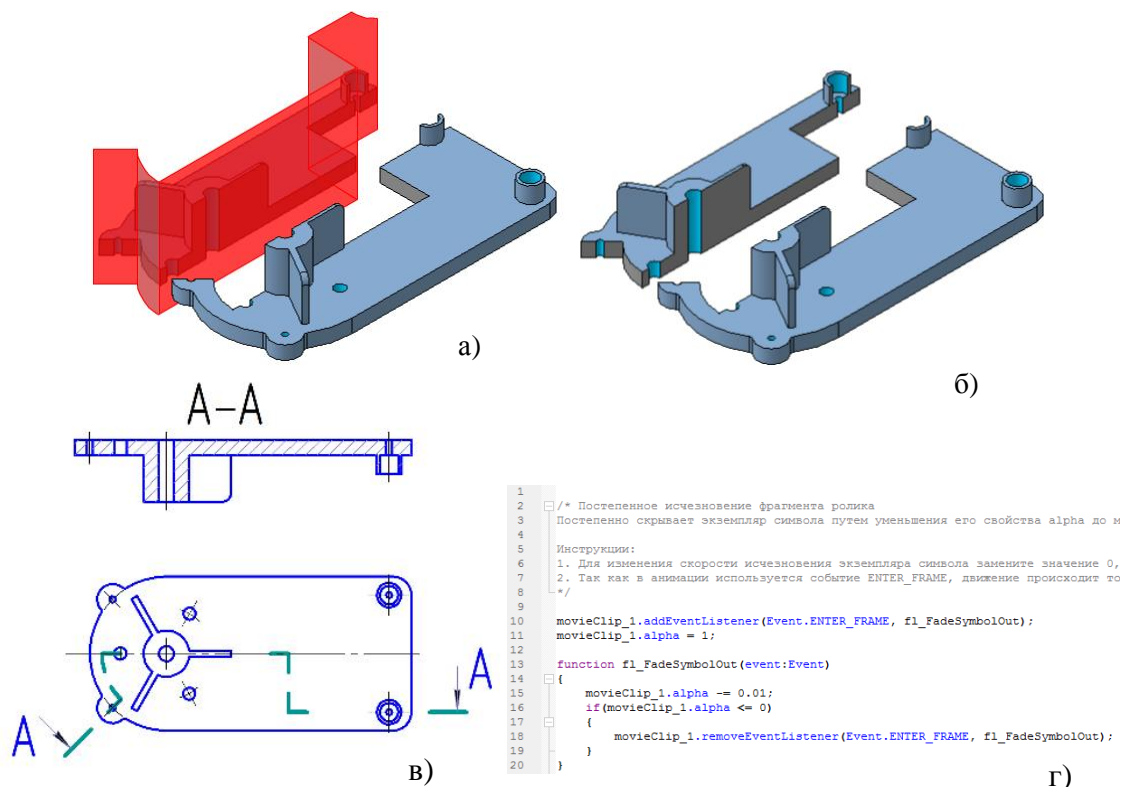 а)
б)
А-А
А
А
в)
1
2 /* Постепенное исчезновение фрагмента ролика
3 Постепенно скрывает экземпляр символа путем уменьшения его свойства alpha до
4
5 Инструкции:
6 1. Для изменения скорости исчезновения экземпляра символа замените значение 0,
7 2. Так как в анимации используется событие ENTER_FRAME, движение происходит
8 */
9
10 movieClip_1.addEventListener(Event.ENTER_FRAME, fl_FadeSymbolOut);
11 movieClip_1.alpha = 1;
12
13 function fl_FadeSymbolOut(event:Event)
14 {
15 movieClip_1.alpha -= 0.01;
16 if(movieClip_1.alpha <= 0)
17 {
18 movieClip_1.removeEventListener(Event.ENTER_FRAME, fl_FadeSymbolOut);
19 }
20 }
г)